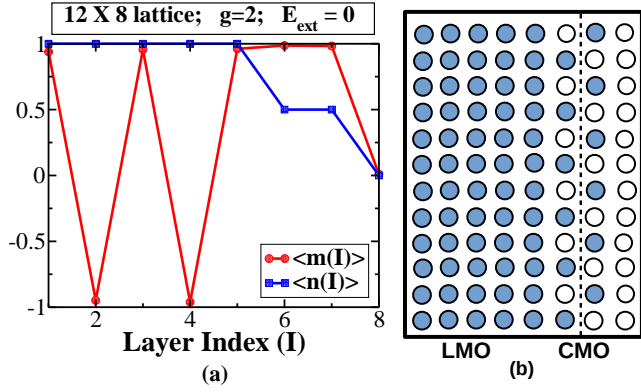 12 X 8 lattice; g=2; E_ext = 0
1
0.5
0
-0.5
-1
2 4 6 8
<m(I)>
<n(I)>
Layer Index (I)
(a)
LMO CMO
(b)